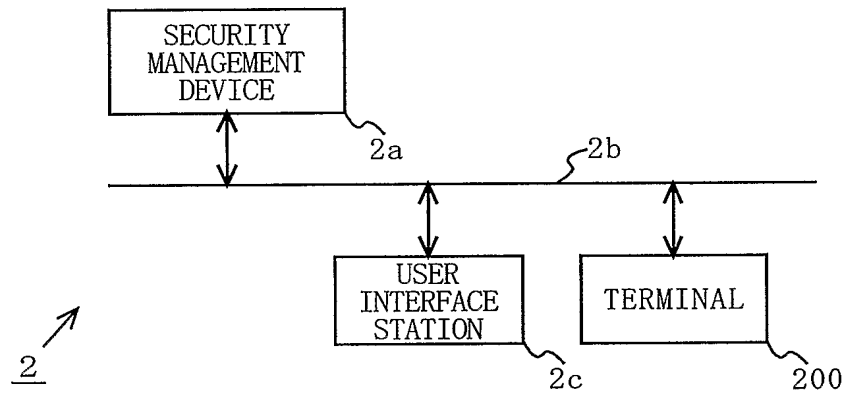 SECURITY
MANAGEMENT
DEVICE
2a
2b
USER
INTERFACE
STATION
TERMINAL
2
2c
200